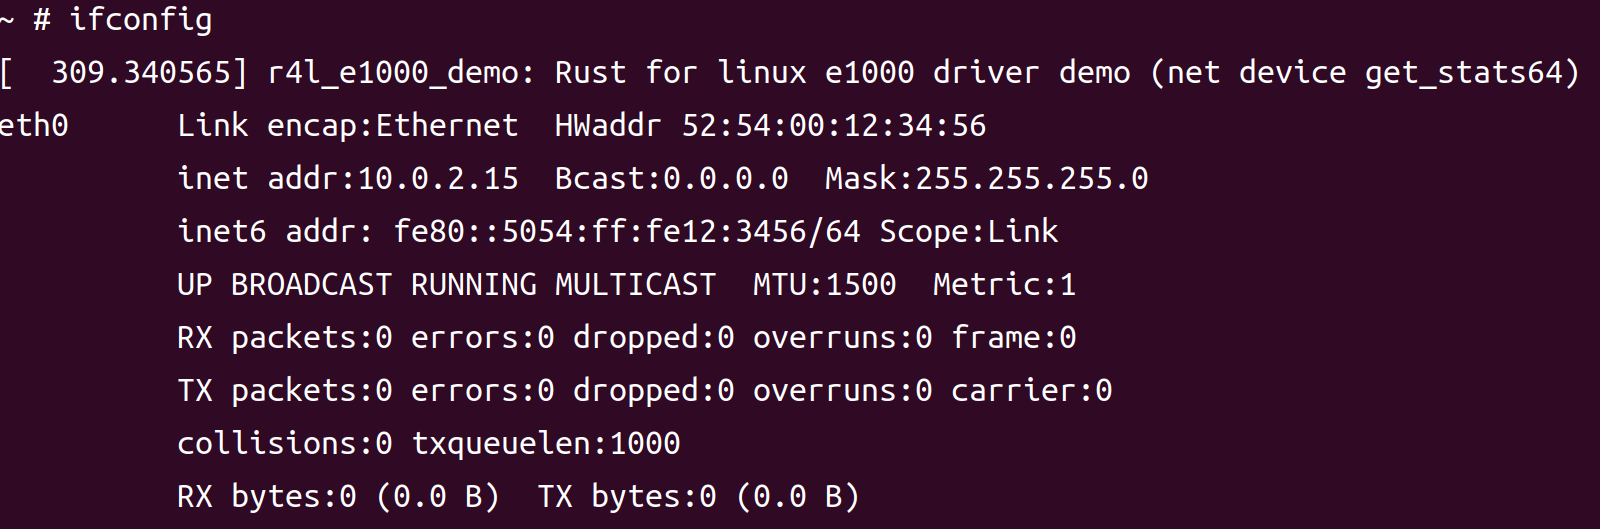 ~ # ifconfig
[  309.340565] r4l_e1000_demo: Rust for linux e1000 driver demo (net device get_stats64)
eth0      Link encap:Ethernet  HWaddr 52:54:00:12:34:56
          inet addr:10.0.2.15  Bcast:0.0.0.0  Mask:255.255.255.0
          inet6 addr: fe80::5054:ff:fe12:3456/64 Scope:Link
          UP BROADCAST RUNNING MULTICAST  MTU:1500  Metric:1
          RX packets:0 errors:0 dropped:0 overruns:0 frame:0
          TX packets:0 errors:0 dropped:0 overruns:0 carrier:0
          collisions:0 txqueuelen:1000
          RX bytes:0 (0.0 B)  TX bytes:0 (0.0 B)